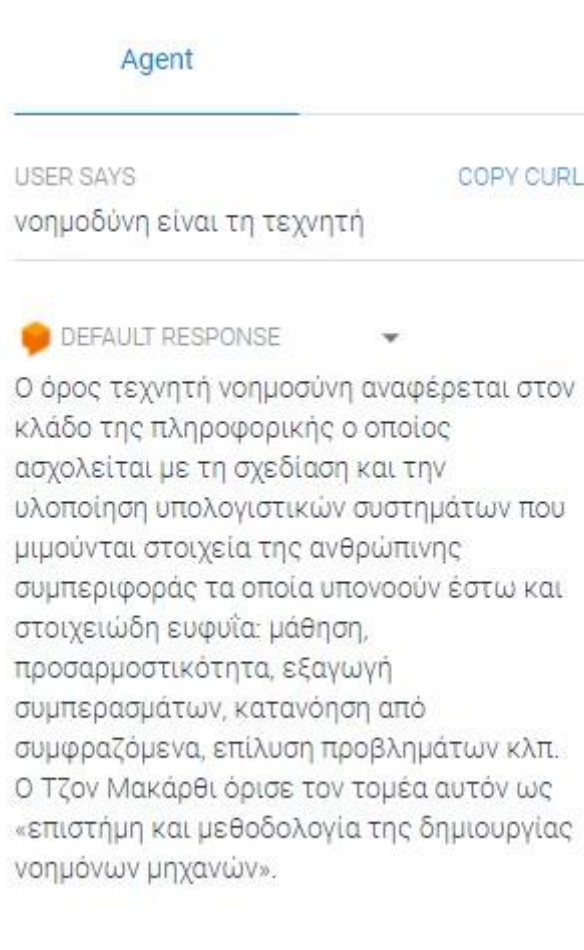 Agent
USER SAYS COPY CURL
νοημοδύνη είναι τη τεχνητή
DEFAULT RESPONSE
Ο όρος τεχνητή νοημοσύνη αναφέρεται στον
κλάδο της πληροφορικής ο οποίος
ασχολείται με τη σχεδίαση και την
υλοποίηση υπολογιστικών συστημάτων που
μιμούνται στοιχεία της ανθρώπινης
συμπεριφοράς τα οποία υπονοούν έστω και
στοιχειώδη ευφυΐα: μάθηση,
προσαρμοστικότητα, εξαγωγή
συμπερασμάτων, κατανόηση από
συμφραζόμενα, επίλυση προβλημάτων κλπ.
Ο Τζον Μακάρθι όρισε τον τομέα αυτόν ως
«επιστήμη και μεθοδολογία της δημιουργίας
νοημόνων μηχανών».